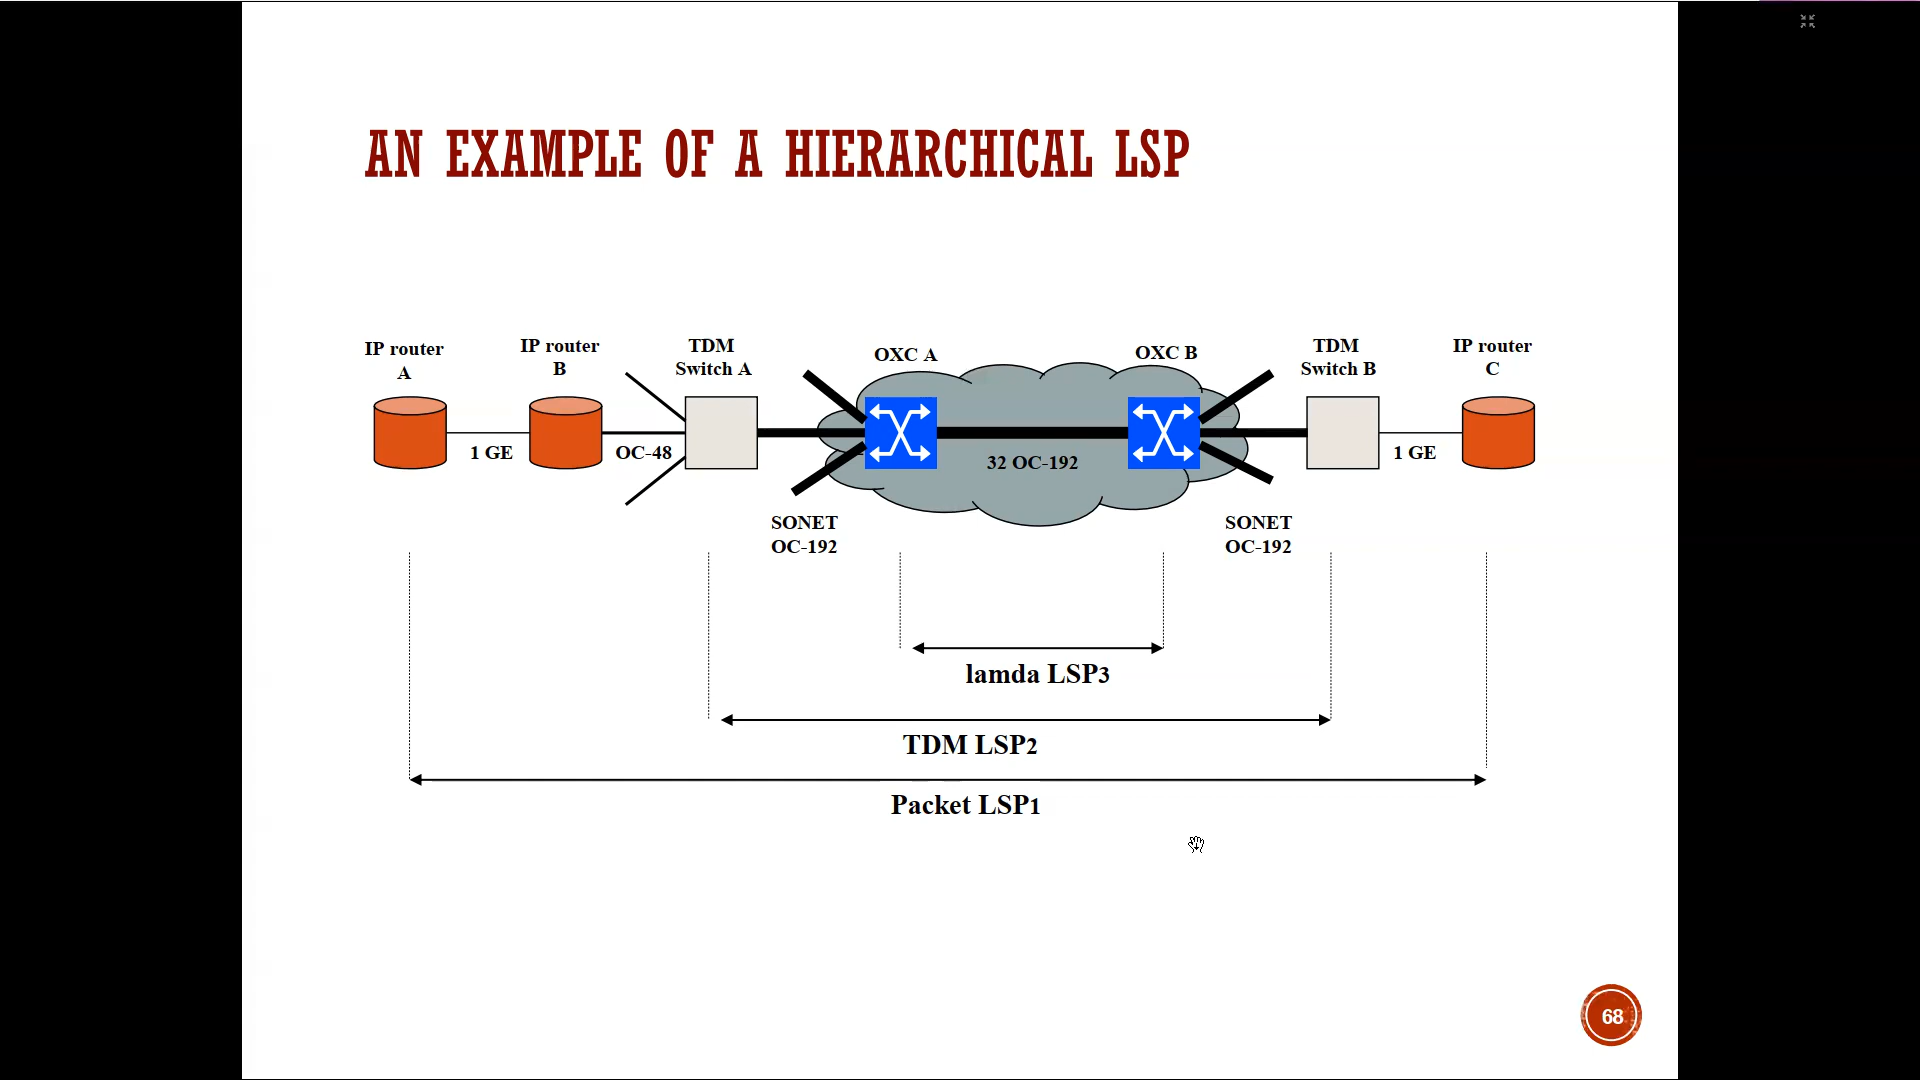 AN EXAMPLE OF A HIERARCHICAL LSP
IP router
A
IP router
B
TDM
Switch A
OXC A
OXC B
TDM
Switch B
IP router
C
1 GE
OC-48
32 OC-192
1 GE
SONET
OC-192
SONET
OC-192
lamda LSP3
TDM LSP2
Packet LSP1
68